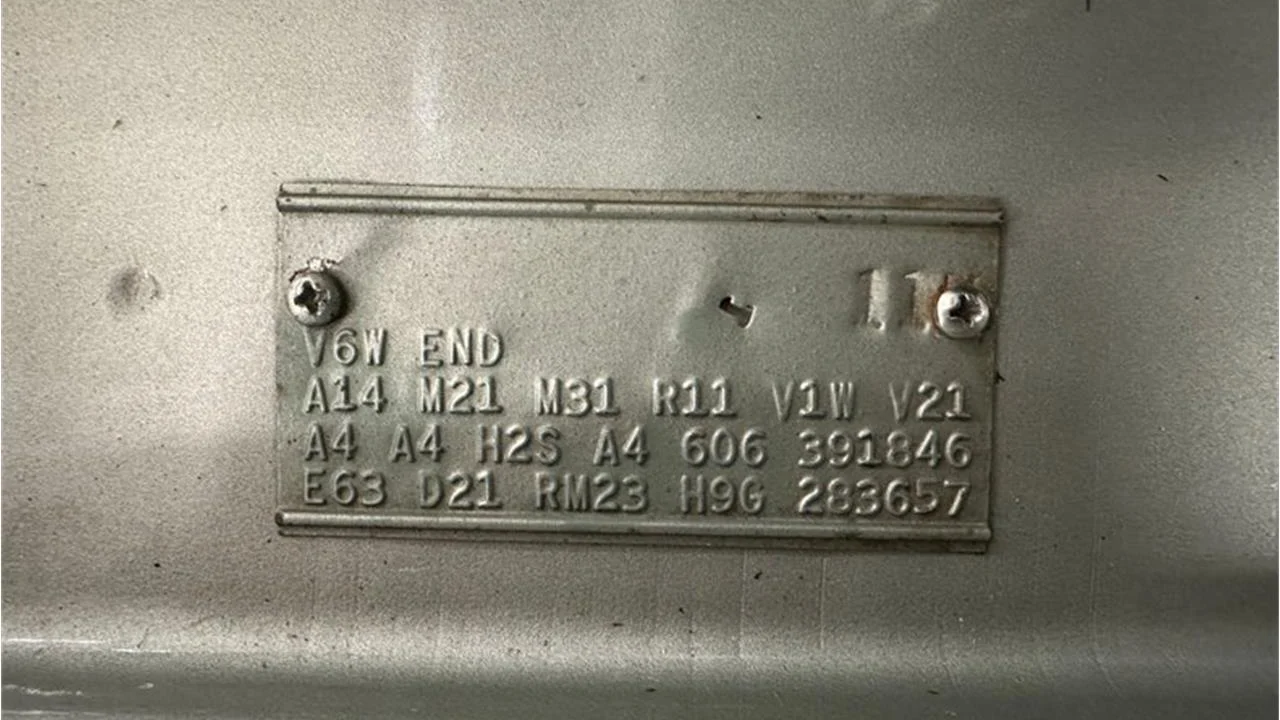 11
V6W END
A14 M21 M31 R11 V1W V21
A4 A4 H2S A4 606 391846
E63 D21 RM23 H9G 283657